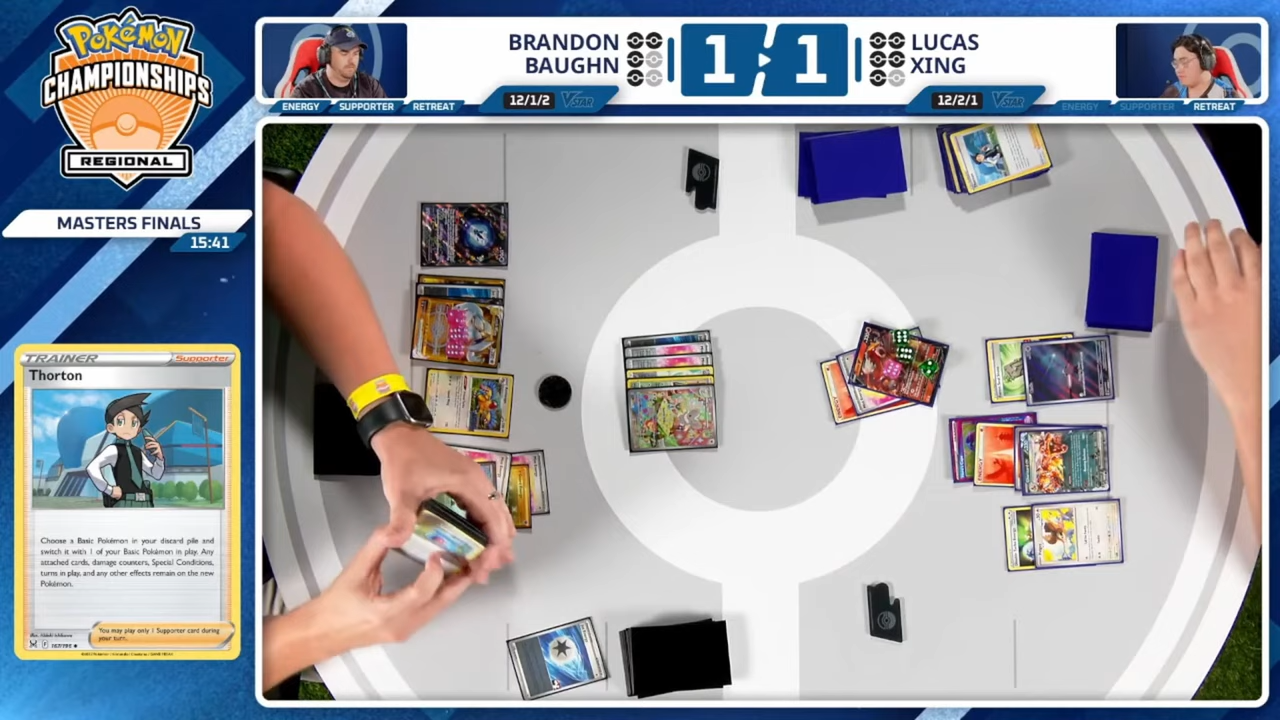 Pokémon
CHAMPIONSHIPS
REGIONAL
MASTERS FINALS
15:41
BRANDON
BAUGHN
1
1
LUCAS
XING
ENERGY SUPPORTER RETREAT
12/1/2 VSTAR
12/2/1 VSTAR
ENERGY SUPPORTER RETREAT
TRAINER Supporter
Thorton
Choose a Basic Pokémon in your discard pile and
switch it with 1 of your Basic Pokémon in play. Any
attached cards, damage counters, Special Conditions,
turns in play, and any other effects remain on the new
Pokémon.
You may play only 1 Supporter card during
your turn.